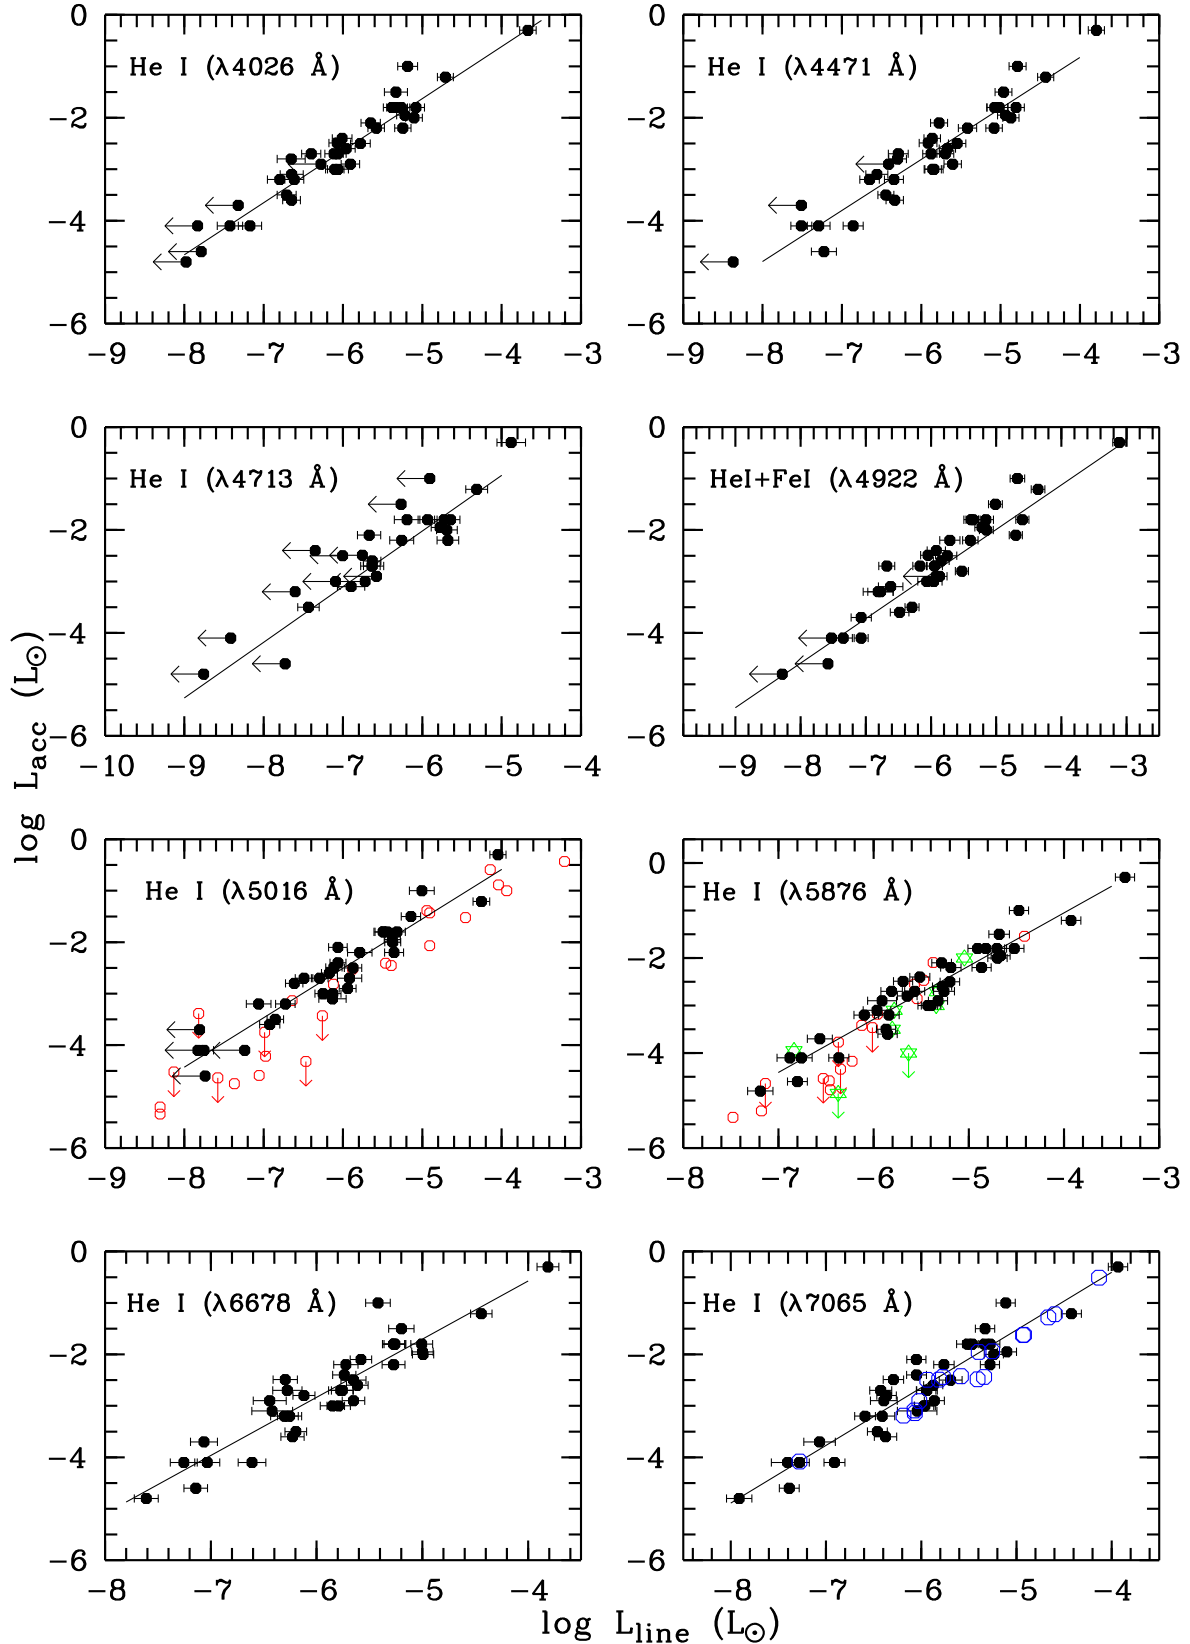 He I (λ4026 Å)
He I (λ4471 Å)
0
−2
−4
−6
−9 −8 −7 −6 −5 −4 −3
0
−2
−4
−6
−9 −8 −7 −6 −5 −4 −3
He I (λ4713 Å)
HeI+FeI (λ4922 Å)
0
−2
−4
−6
−10 −9 −8 −7 −6 −5 −4
0
−2
−4
−6
−9 −8 −7 −6 −5 −4 −3
log Lacc (L⊙)
He I (λ5016 Å)
He I (λ5876 Å)
0
−2
−4
−6
−9 −8 −7 −6 −5 −4 −3
0
−2
−4
−6
−8 −7 −6 −5 −4 −3
He I (λ6678 Å)
He I (λ7065 Å)
0
−2
−4
−6
−8 −7 −6 −5 −4
0
−2
−4
−6
−8 −7 −6 −5 −4
log Lline (L⊙)